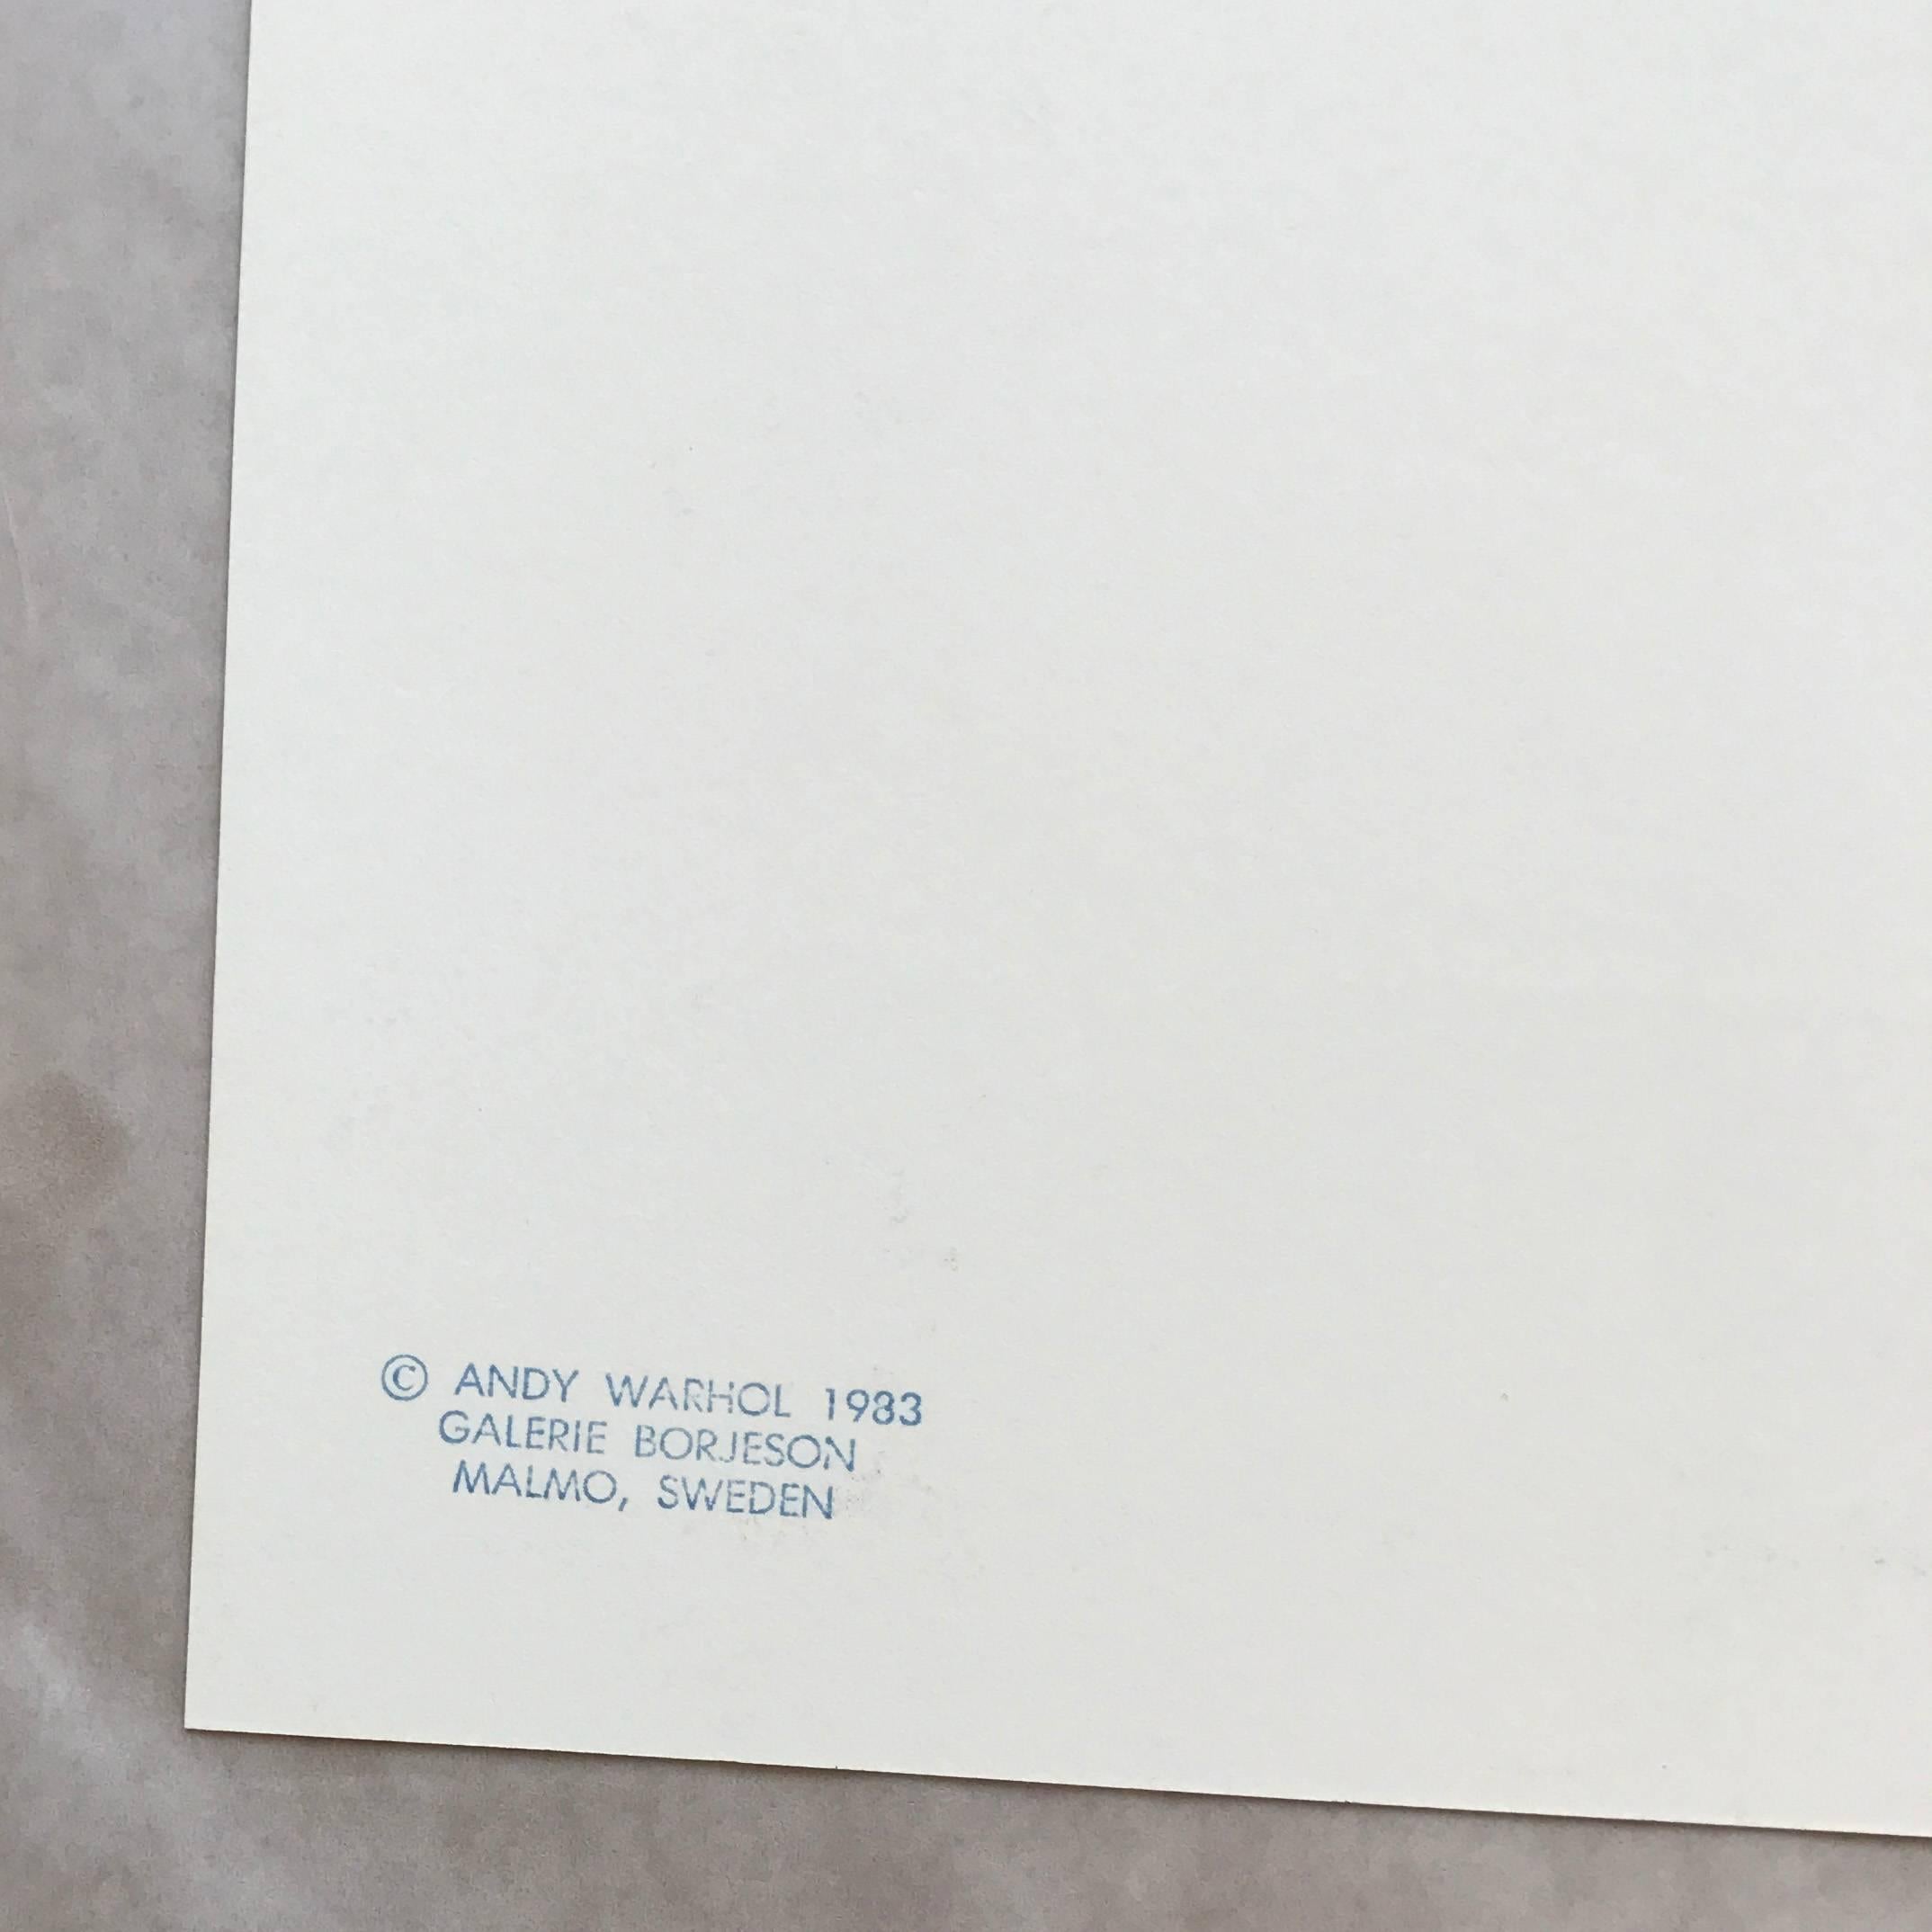 © ANDY WARHOL 1983
GALERIE BORJESON
MALMO, SWEDEN